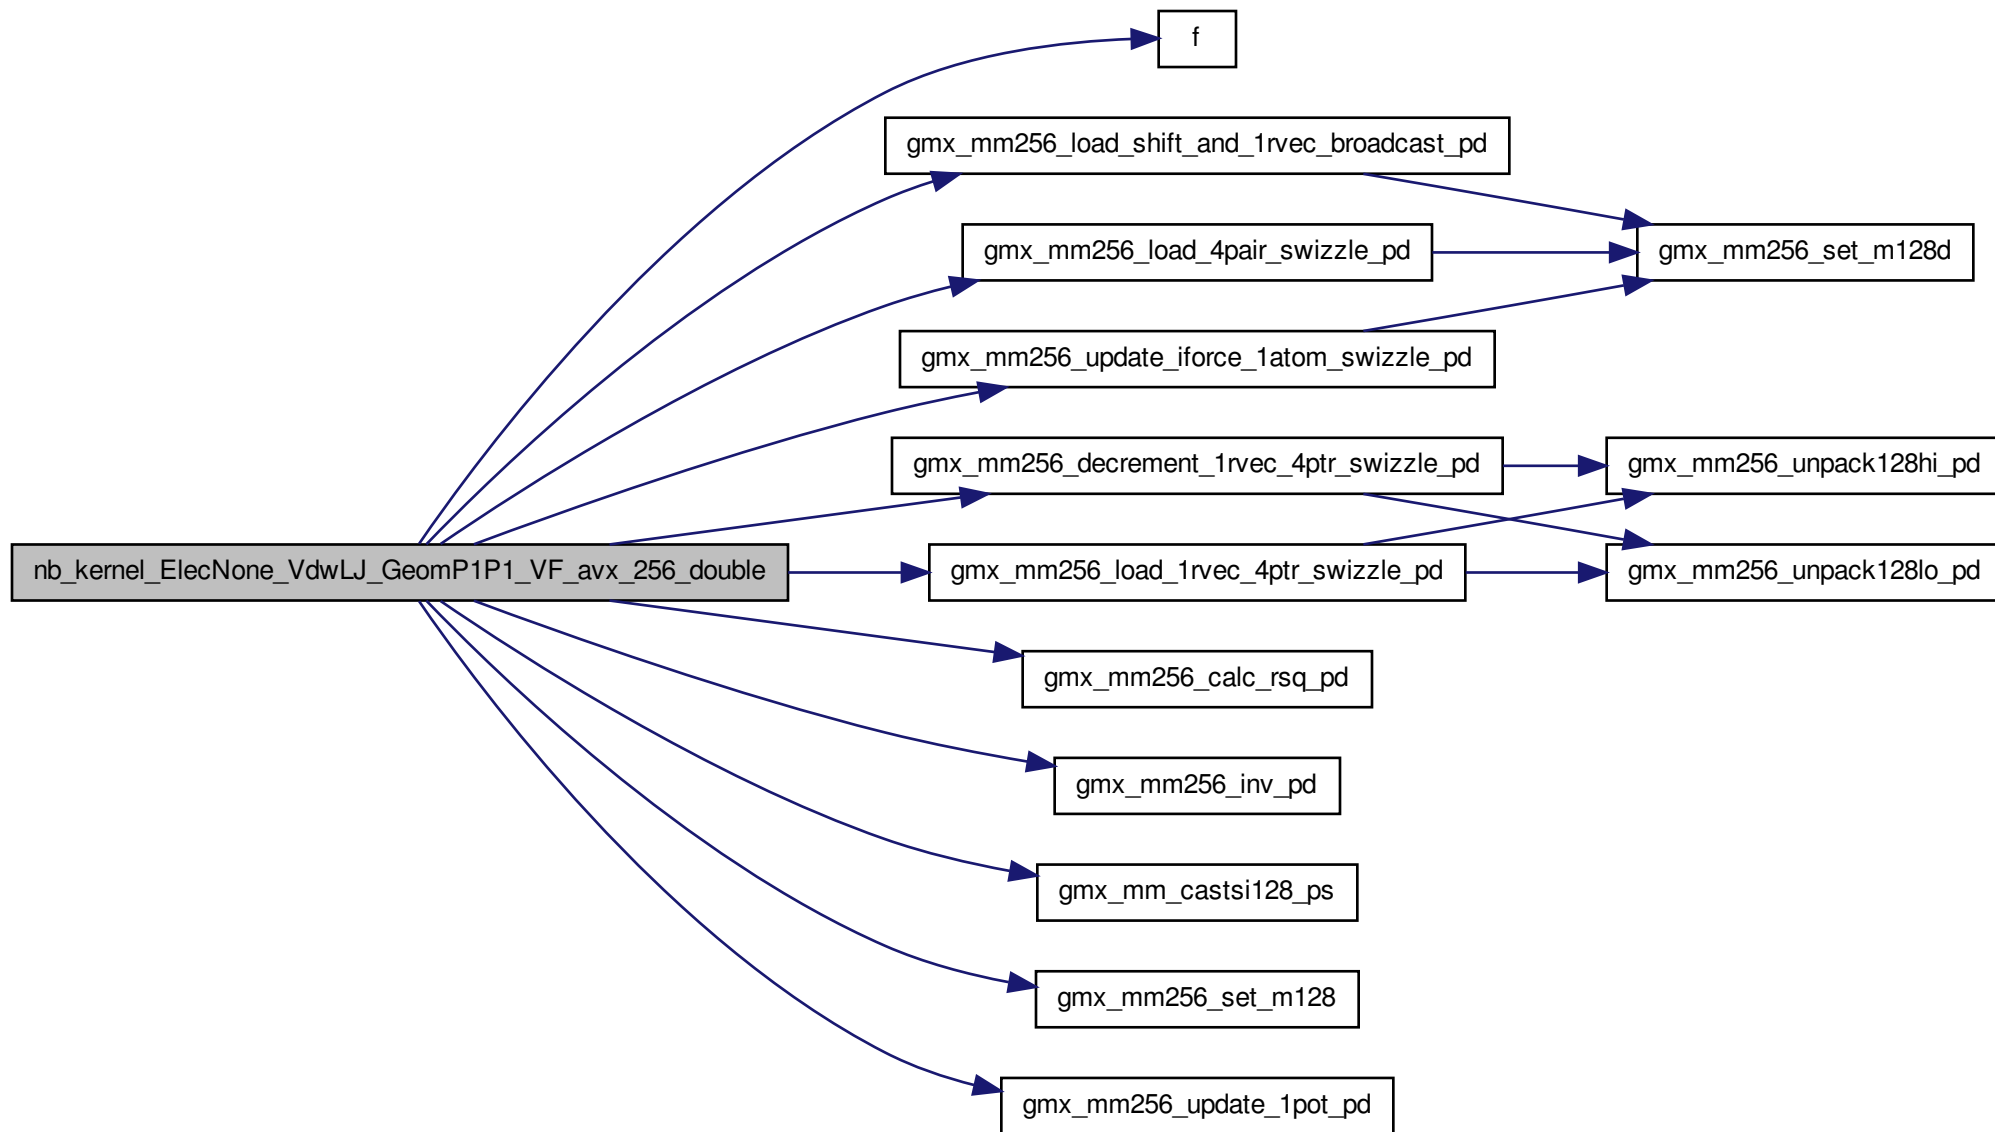 f
gmx_mm256_load_shift_and_1rvec_broadcast_pd
gmx_mm256_load_4pair_swizzle_pd
gmx_mm256_set_m128d
gmx_mm256_update_iforce_1atom_swizzle_pd
gmx_mm256_decrement_1rvec_4ptr_swizzle_pd
gmx_mm256_unpack128hi_pd
nb_kernel_ElecNone_VdwLJ_GeomP1P1_VF_avx_256_double
gmx_mm256_load_1rvec_4ptr_swizzle_pd
gmx_mm256_unpack128lo_pd
gmx_mm256_calc_rsq_pd
gmx_mm256_inv_pd
gmx_mm_castsi128_ps
gmx_mm256_set_m128
gmx_mm256_update_1pot_pd